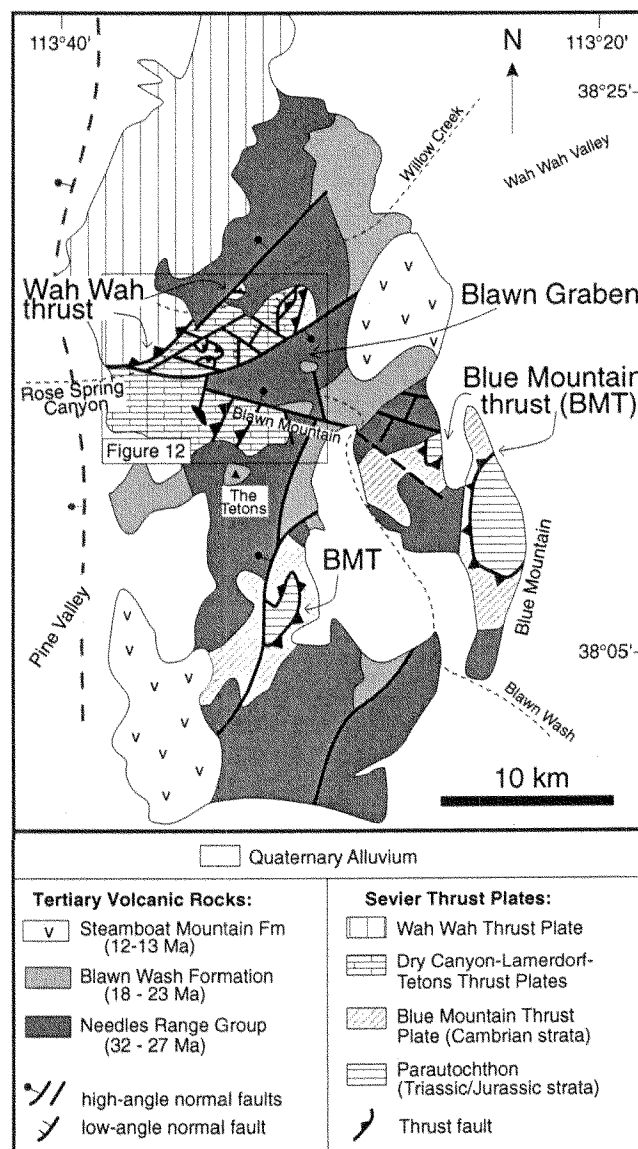 113°40'
113°20'
N
38°25'
Willow Creek
Wah Wah Valley
Wah Wah
thrust
Blawn Graben
Rose Spring
Canyon
Blue Mountain
thrust (BMT)
Blawn Mountain
Figure 12
The
Tetons
BMT
Pine Valley
Blue Mountain
38°05'
Blawn Wash
v v v v v v v
v v v v v v v v v
10 km
Quaternary Alluvium
Tertiary Volcanic Rocks:
v Steamboat Mountain Fm
(12-13 Ma)
Blawn Wash Formation
(18 - 23 Ma)
Needles Range Group
(32 - 27 Ma)
high-angle normal faults
low-angle normal fault
Sevier Thrust Plates:
Wah Wah Thrust Plate
Dry Canyon-Lamerdorf-
Tetons Thrust Plates
Blue Mountain Thrust
Plate (Cambrian strata)
Parautochthon
(Triassic/Jurassic strata)
Thrust fault